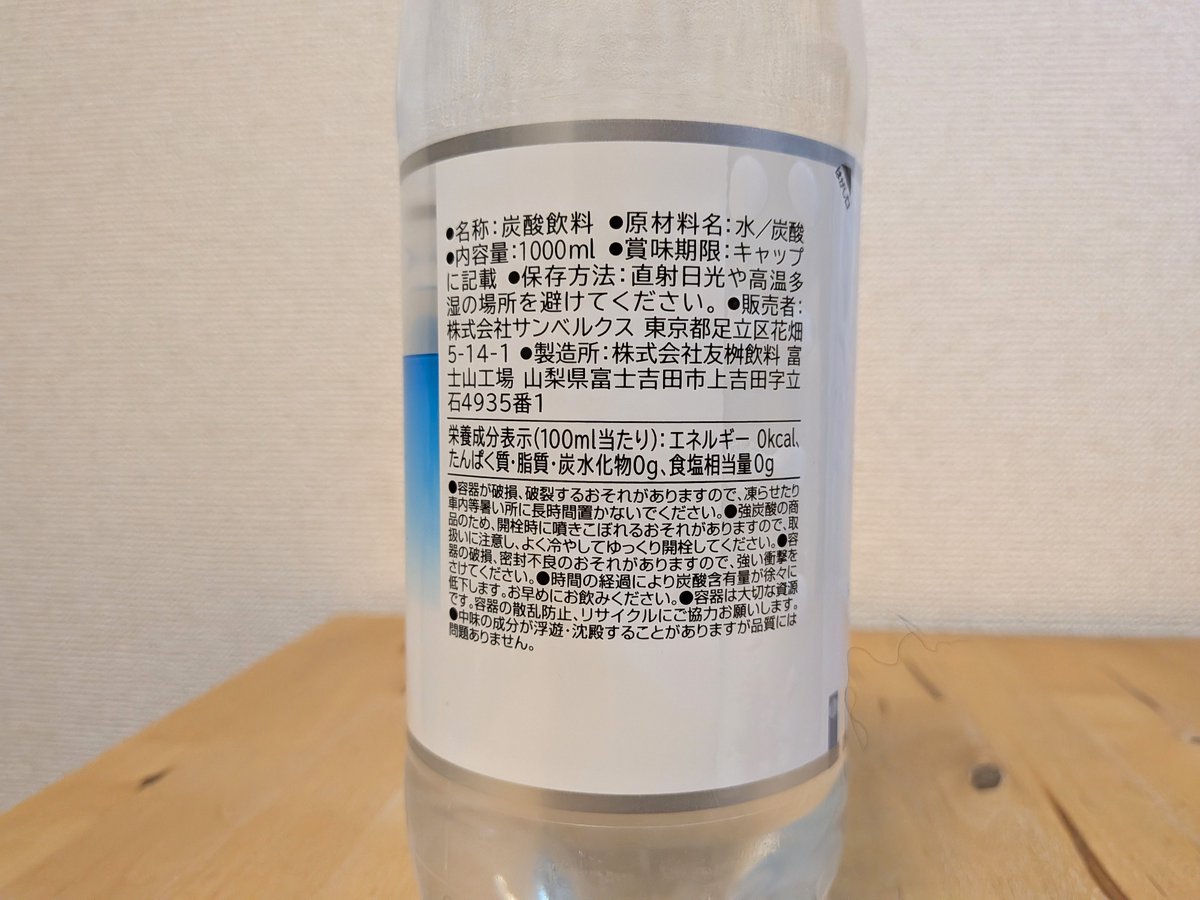 ●名称：炭酸飲料 ●原材料名：水／炭酸
●内容量：1000ml ●賞味期限：キャップ
に記載 ●保存方法：直射日光や高温多
湿の場所を避けてください。●販売者：
株式会社サンベルクス 東京都足立区花畑
5-14-1 ●製造所：株式会社友桝飲料 富
士山工場 山梨県富士吉田市上吉田字立
石4935番1
栄養成分表示(100ml当たり)：エネルギー 0kcal、
たんぱく質・脂質・炭水化物0g、食塩相当量0g
●容器が破損、破裂するおそれがありますので、凍らせたり
車内等暑い所に長時間置かないでください。●強炭酸の商
品のため、開栓時に噴きこぼれるおそれがありますので、取
扱いに注意し、よく冷やしてゆっくり開栓してください。●容
器の破損、密封不良のおそれがありますので、強い衝撃を
さけてください。●時間の経過により炭酸含有量が徐々に
低下します。お早めにお飲みください。●容器は大切な資源
です。容器の散乱防止、リサイクルにご協力お願いします。
●中味の成分が浮遊・沈殿することがありますが品質には
問題ありません。